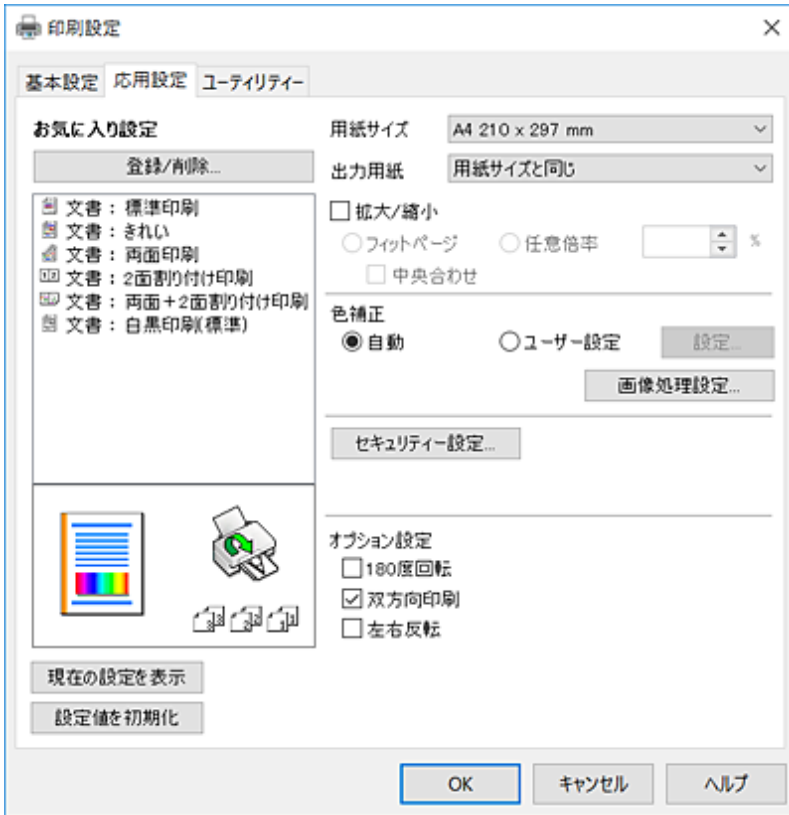 印刷設定
基本設定 応用設定 ユーティリティー
お気に入り設定
登録/削除...
文書：標準印刷
文書：きれい
文書：両面印刷
文書：2面割り付け印刷
文書：両面＋2面割り付け印刷
文書：白黒印刷(標準)
現在の設定を表示
設定値を初期化
用紙サイズ A4 210 x 297 mm
出力用紙 用紙サイズと同じ
拡大/縮小
フィットページ 任意倍率 %
中央合わせ
色補正
自動 ユーザー設定 設定...
画像処理設定...
セキュリティー設定...
オプション設定
180度回転
双方向印刷
左右反転
OK キャンセル ヘルプ